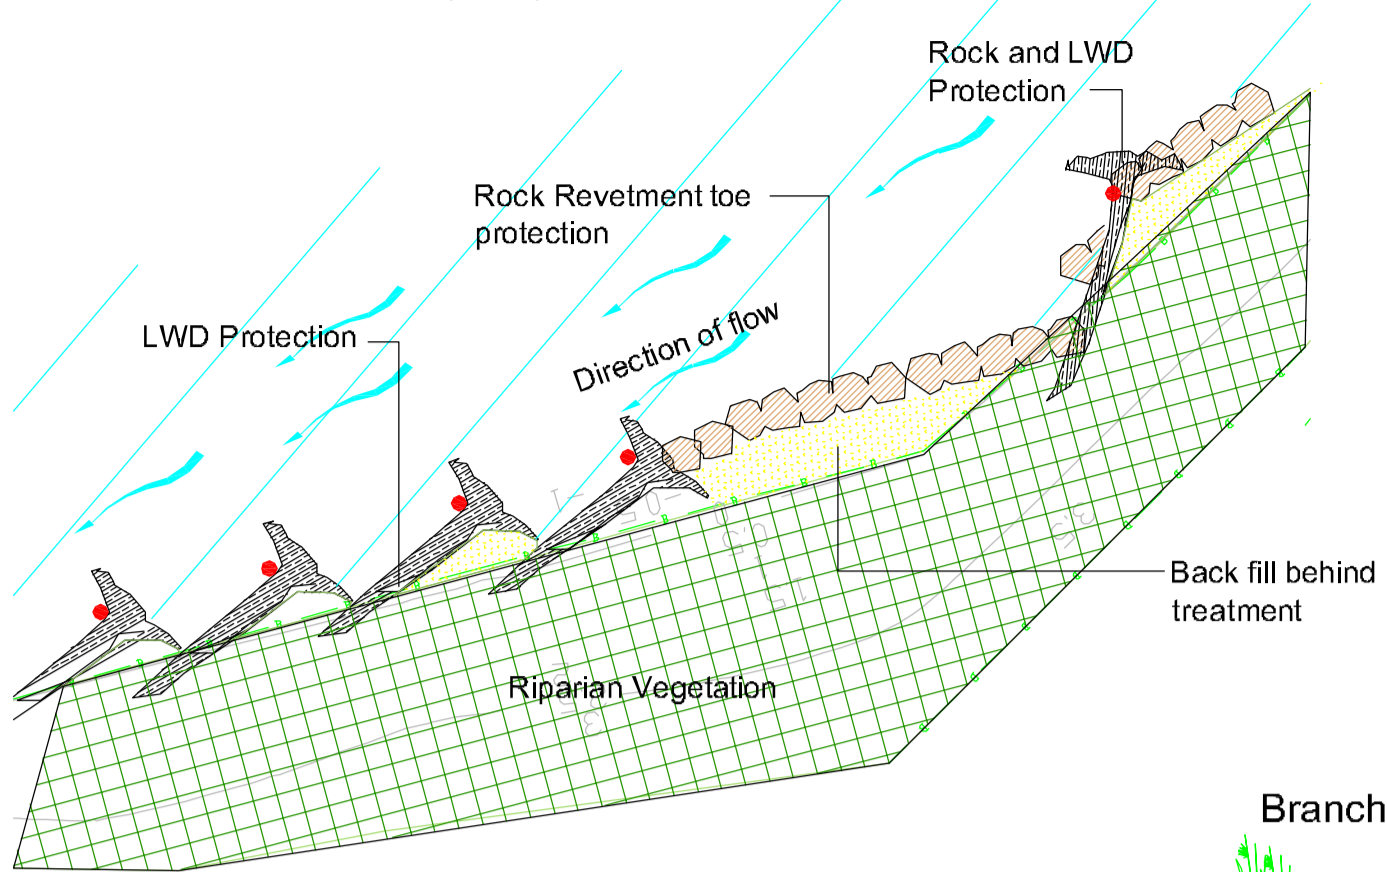 Rock and LWD
Protection
Rock Revetment toe
protection
LWD Protection
Direction of flow
Back fill behind
treatment
Riparian Vegetation
Branch